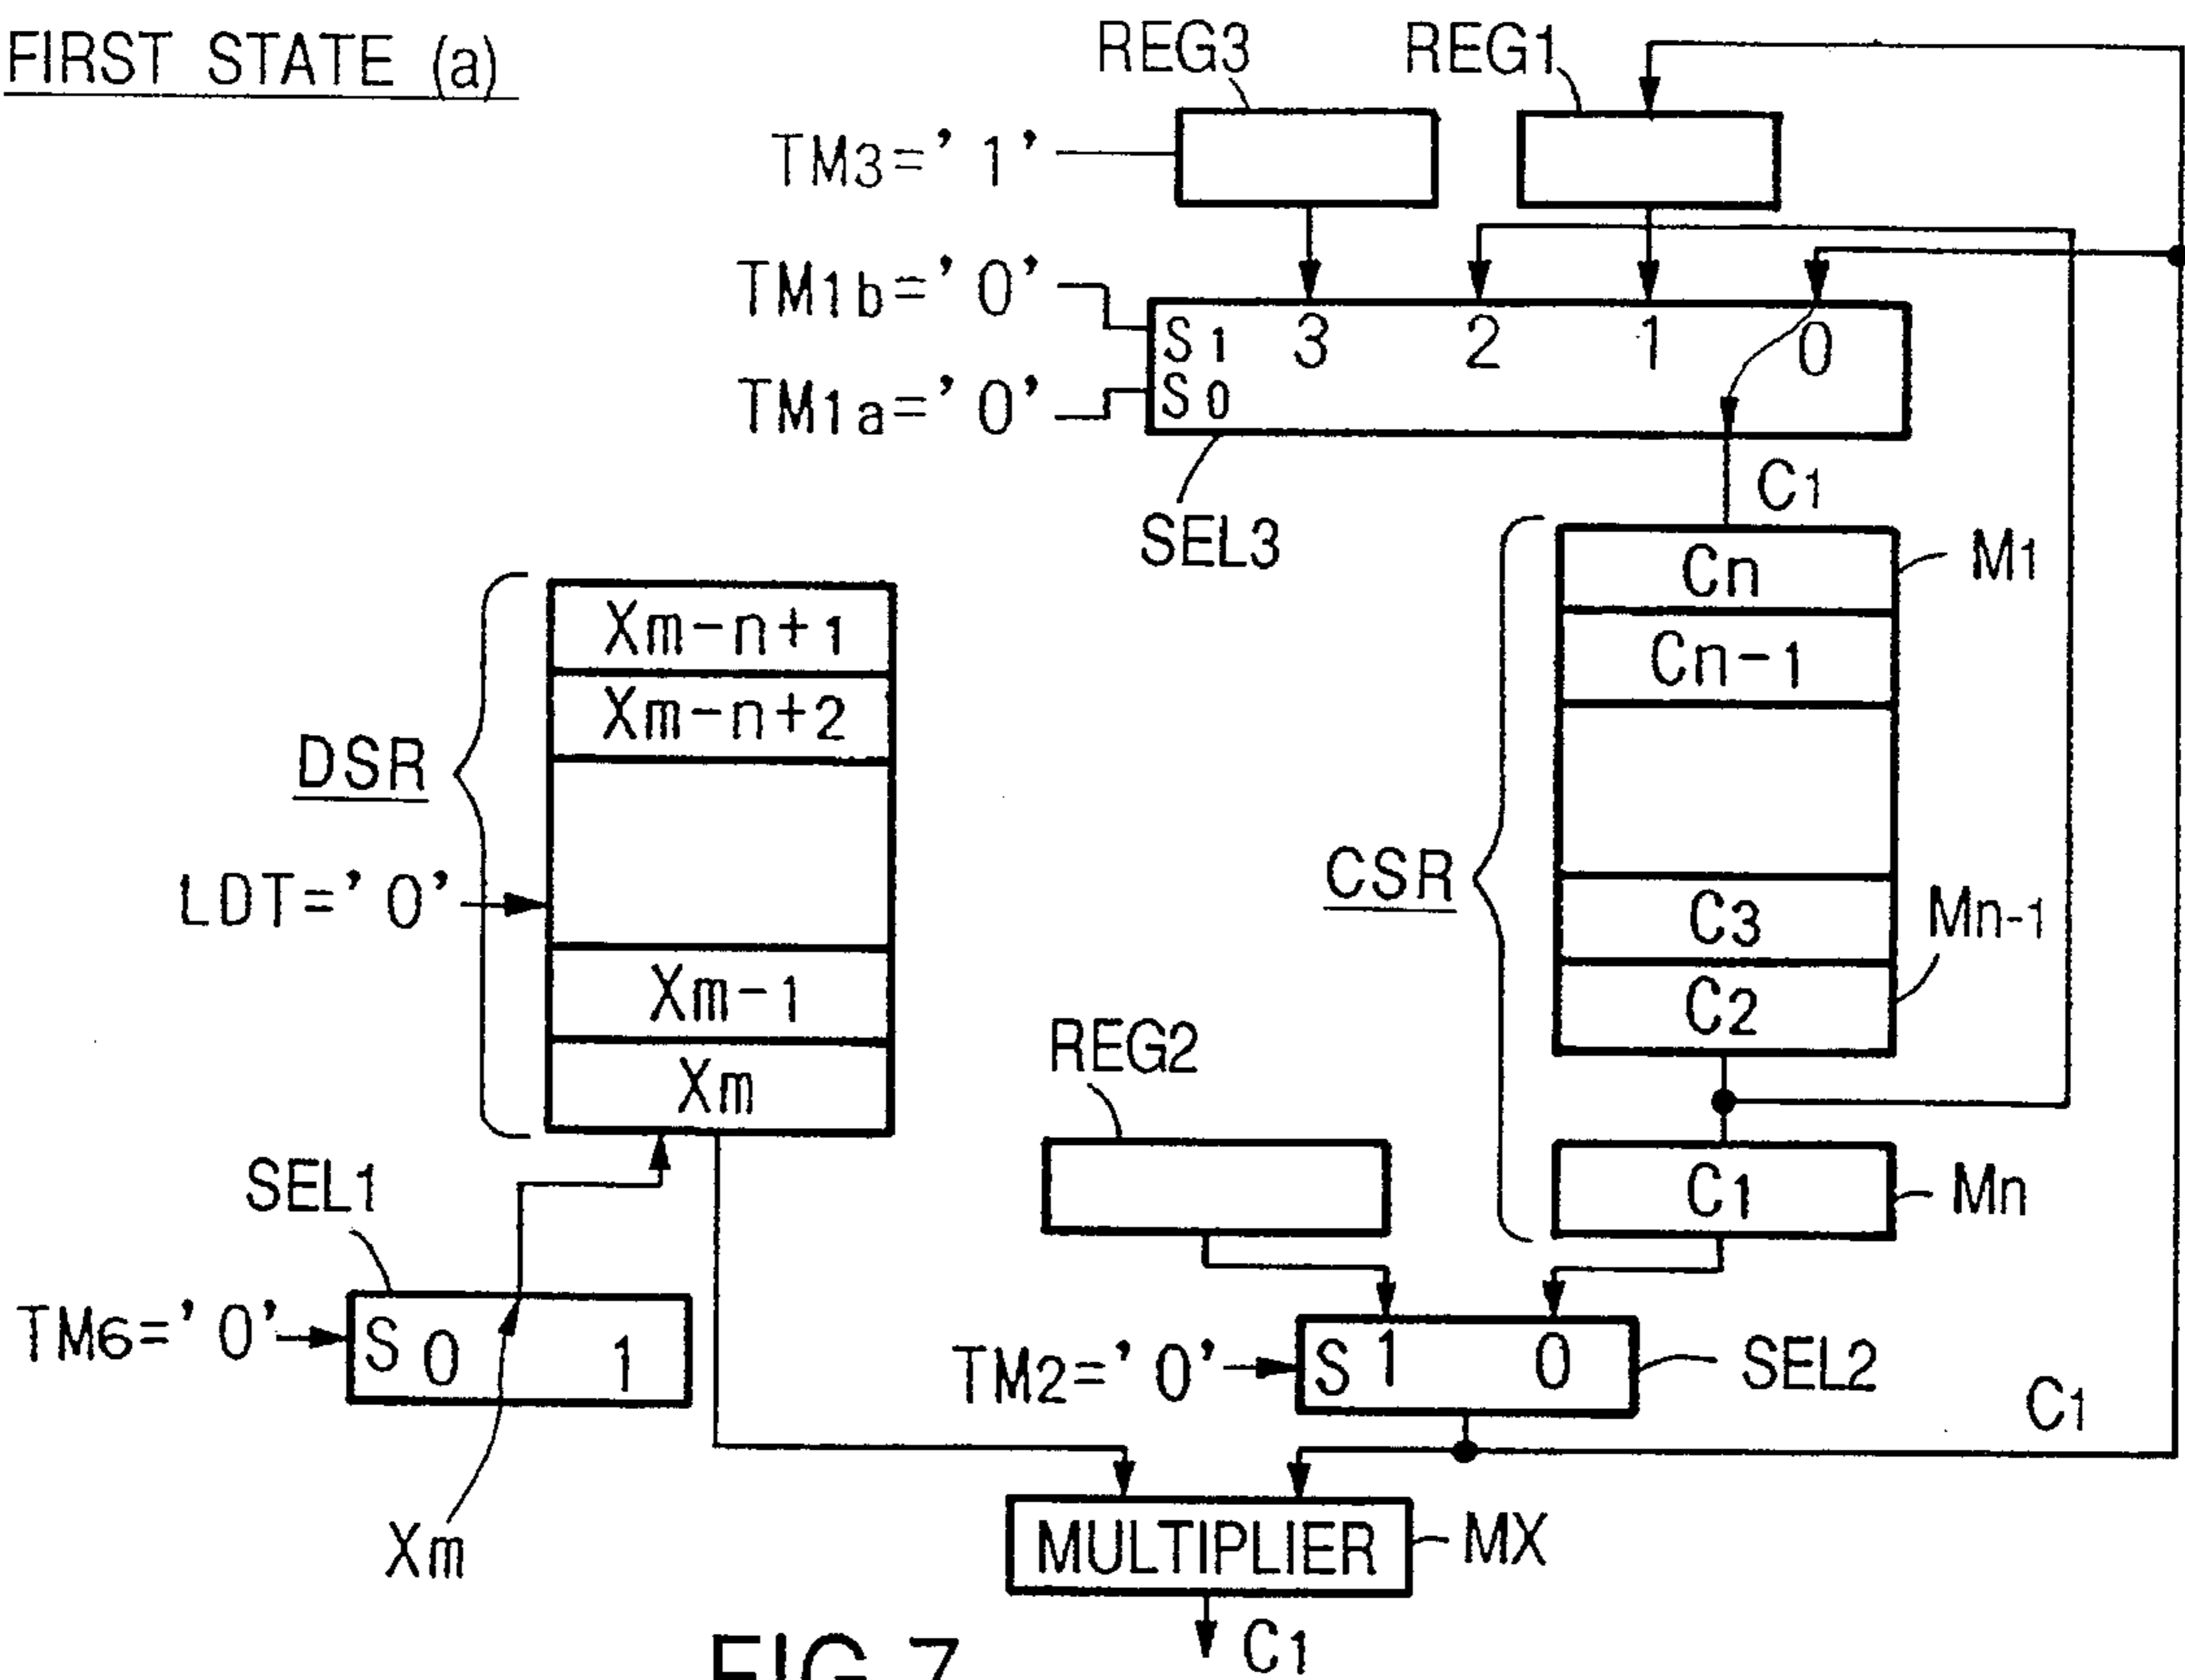 FIRST STATE (a)
REG3
REG1
TM3='1'
TM1b='0'
TM1a='0'
S1 3 2 1 0
S0
SEL3
C1
Cn
M1
Cn-1
C3
Mn-1
C2
C1
Mn
CSR
Xm-n+1
Xm-n+2
DSR
LDT='0'
Xm-1
Xm
REG2
SEL1
TM6='0'
S 0 1
Xm
TM2='0'
S 1 0
SEL2
C1
MULTIPLIER
MX
C1
FIG.7